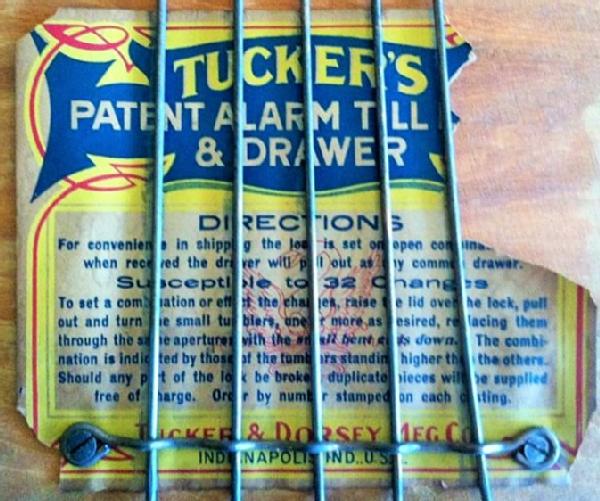 TUCKER'S
PATENT ALARM TILL
& DRAWER
DIRECTIONS
For convenience in shipping the lock is set on open
when received the drawer will pull out as any common drawer.
Susceptible to 32 Changes
To set a combination or effect the changes, raise the lid over the lock, pull
out and turn the small tumblers, one or more as desired, replacing them
through the same apertures with the small bent ends down. The combi-
nation is indicated by those of the tumblers standing higher than the others.
Should any part of the lock be broken duplicate pieces will be supplied
free of charge. Order by number stamped on each casting.
TUCKER & DORSEY MFG. CO.
INDIANAPOLIS, IND., U.S.A.